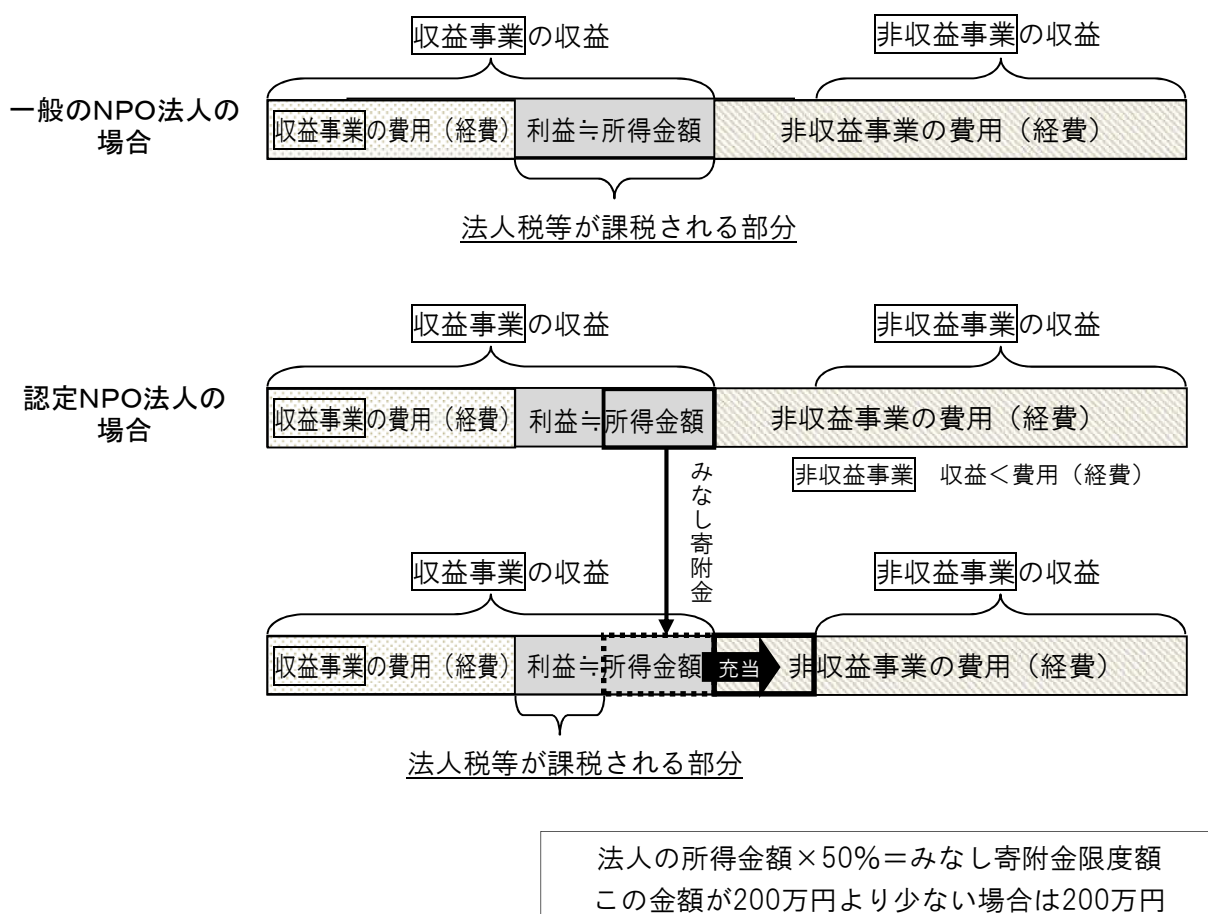 収益事業の収益
非収益事業の収益
一般のNPO法人の
場合
収益事業の費用（経費）
利益≒所得金額
非収益事業の費用（経費）
法人税等が課税される部分
収益事業の収益
非収益事業の収益
認定NPO法人の
場合
収益事業の費用（経費）
利益≒所得金額
非収益事業の費用（経費）
非収益事業　収益＜費用（経費）
みなし寄附金
収益事業の収益
非収益事業の収益
収益事業の費用（経費）
利益≒所得金額
充当
非収益事業の費用（経費）
法人税等が課税される部分
法人の所得金額×50％＝みなし寄附金限度額
この金額が200万円より少ない場合は200万円